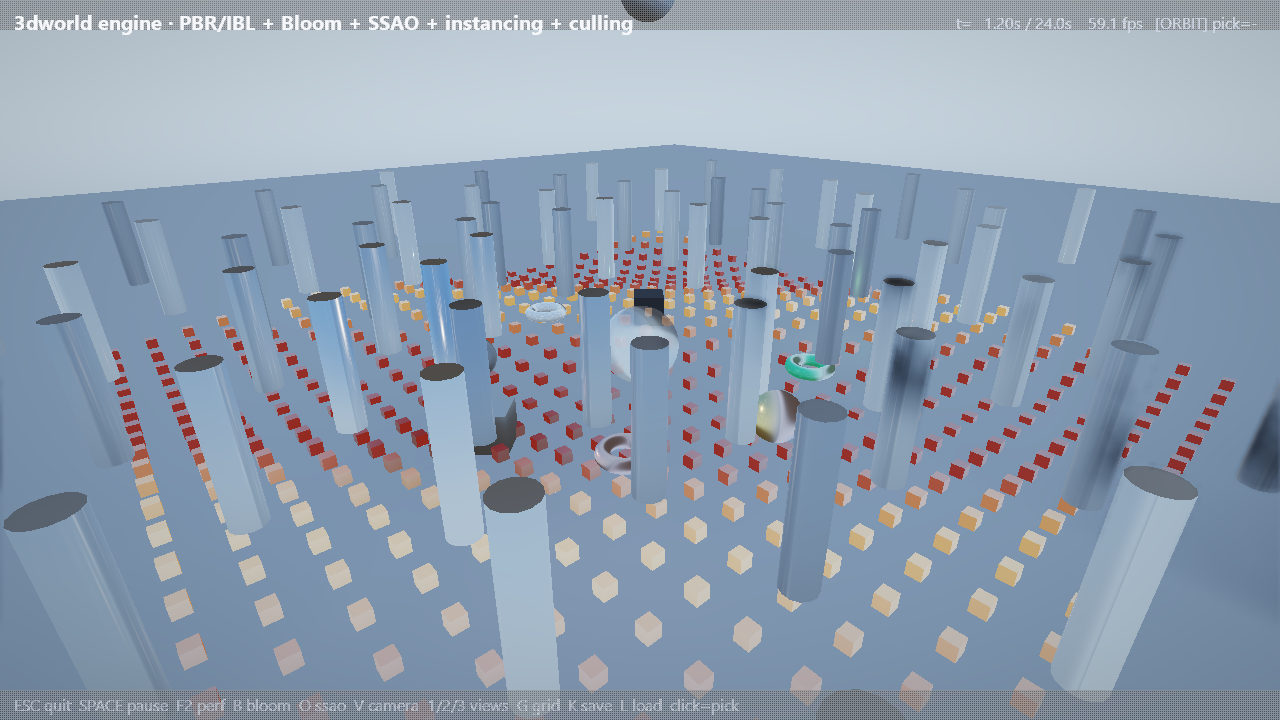 3dworld engine · PBR/IBL + Bloom + SSAO + instancing + culling
t= 1.20s / 24.0s 59.1 fps [ORBIT] pick=-
ESC quit SPACE pause F2 perf B bloom O ssao V camera 1/2/3 views G grid K save L load click=pick